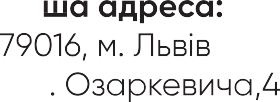 ша адреса:
79016, м. Львів
. Озаркевича,4